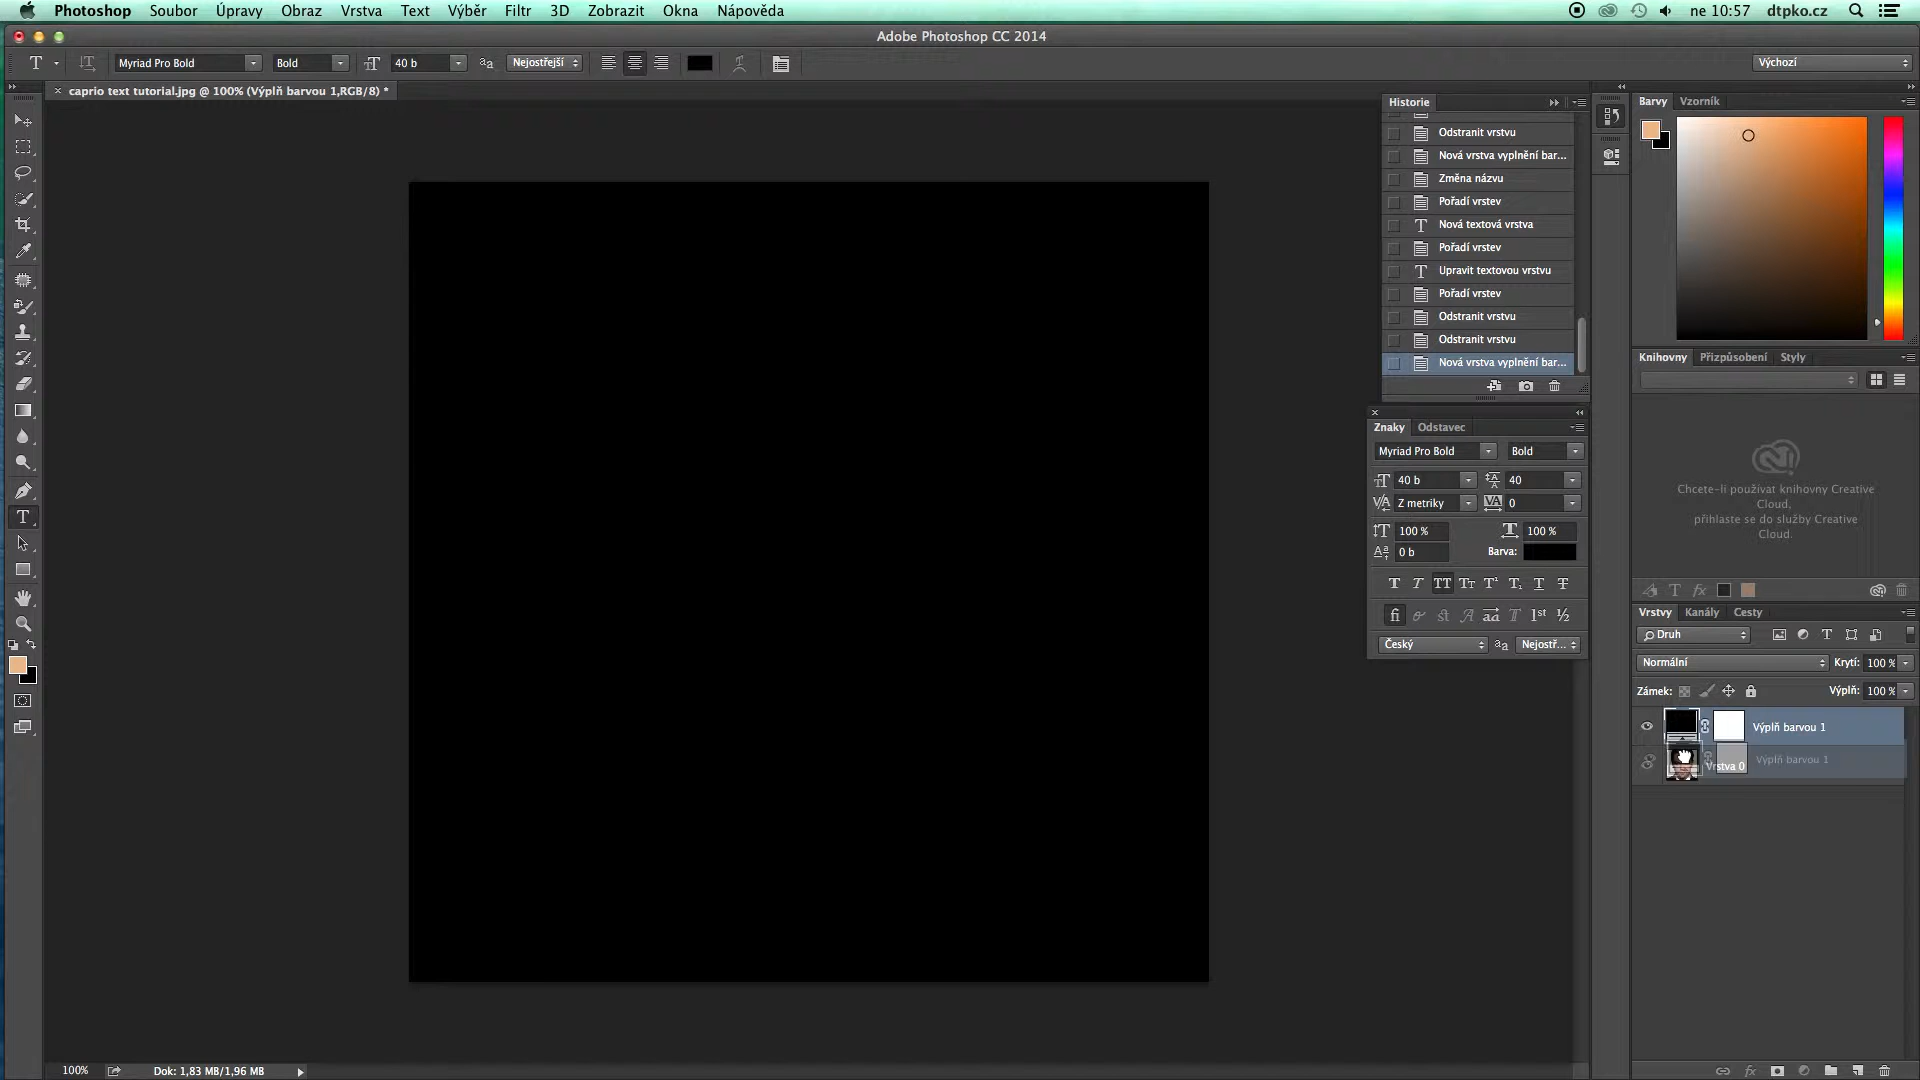 Photoshop Soubor Úpravy Obraz Vrstva Text Výběr Filtr 3D Zobrazit Okna Nápověda ne 10:57 dtpko.cz
Adobe Photoshop CC 2014
Myriad Pro Bold Bold 40 b Nejostřejší Výchozí
caprio text tutorial.jpg @ 100% (Výplň barvou 1,RGB/8) *
Historie
Odstranit vrstvu
Nová vrstva vyplnění bar...
Změna názvu
Pořadí vrstev
Nová textová vrstva
Pořadí vrstev
Upravit textovou vrstvu
Pořadí vrstev
Odstranit vrstvu
Odstranit vrstvu
Nová vrstva vyplnění bar...
Znaky Odstavec
Myriad Pro Bold Bold
40 b 40
Z metriky 0
100 % 100 %
0 b Barva:
Český Nejostř...
Barvy Vzorník
Knihovny Přizpůsobení Styly
Chcete-li používat knihovny Creative
Cloud,
přihlaste se do služby Creative
Cloud.
Vrstvy Kanály Cesty
Druh
Normální Krytí: 100 %
Zámek: Výplň: 100 %
Výplň barvou 1
Výplň barvou 1
Vrstva 0
100% Dok: 1,83 MB/1,96 MB